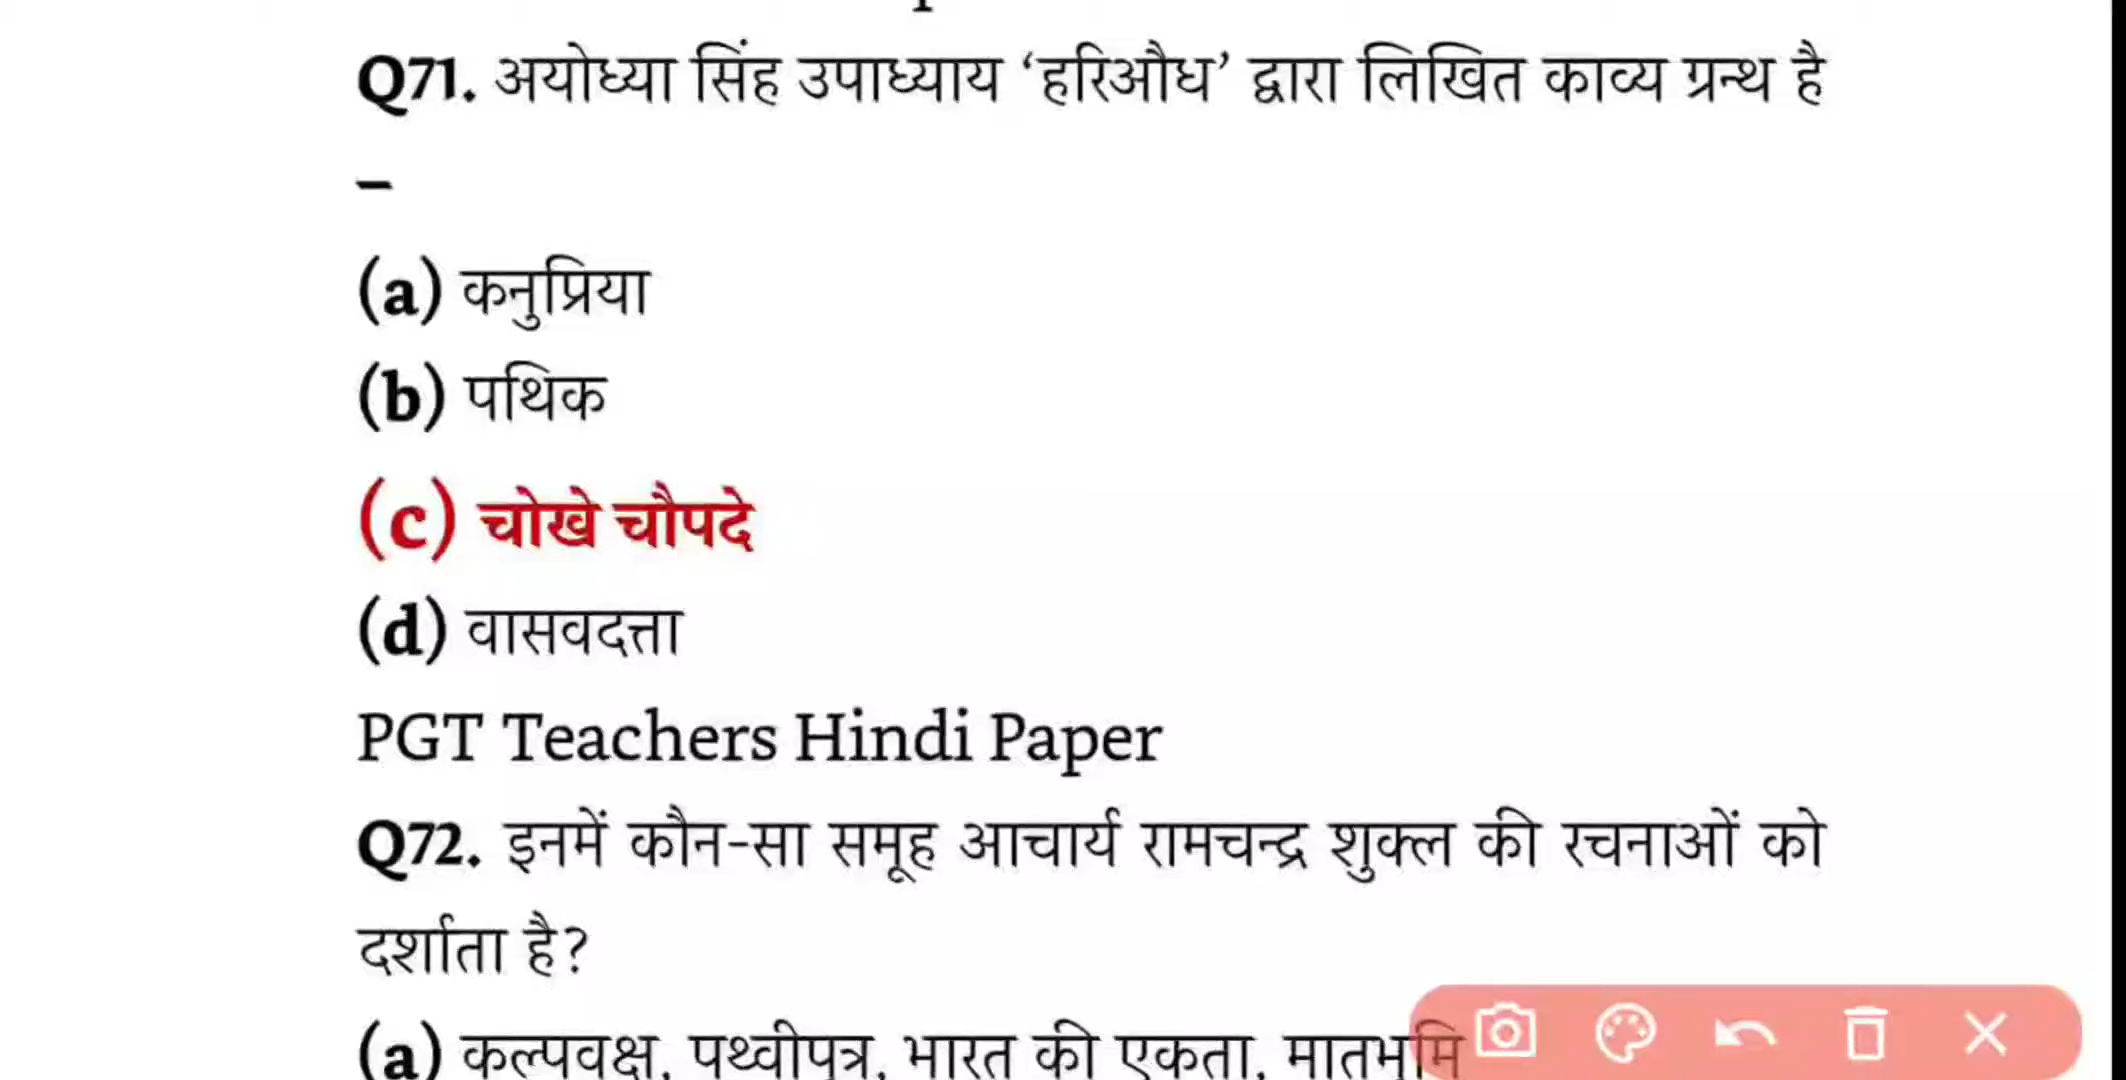 Q71. अयोध्या सिंह उपाध्याय ‘हरिऔध’ द्वारा लिखित काव्य ग्रन्थ है
–
(a) कनुप्रिया
(b) पथिक
(c) चोखे चौपदे
(d) वासवदत्ता
PGT Teachers Hindi Paper
Q72. इनमें कौन-सा समूह आचार्य रामचन्द्र शुक्ल की रचनाओं को
दर्शाता है?
(a) कल्पवृक्ष, पृथ्वीपुत्र, भारत की एकता, मातृभूमि